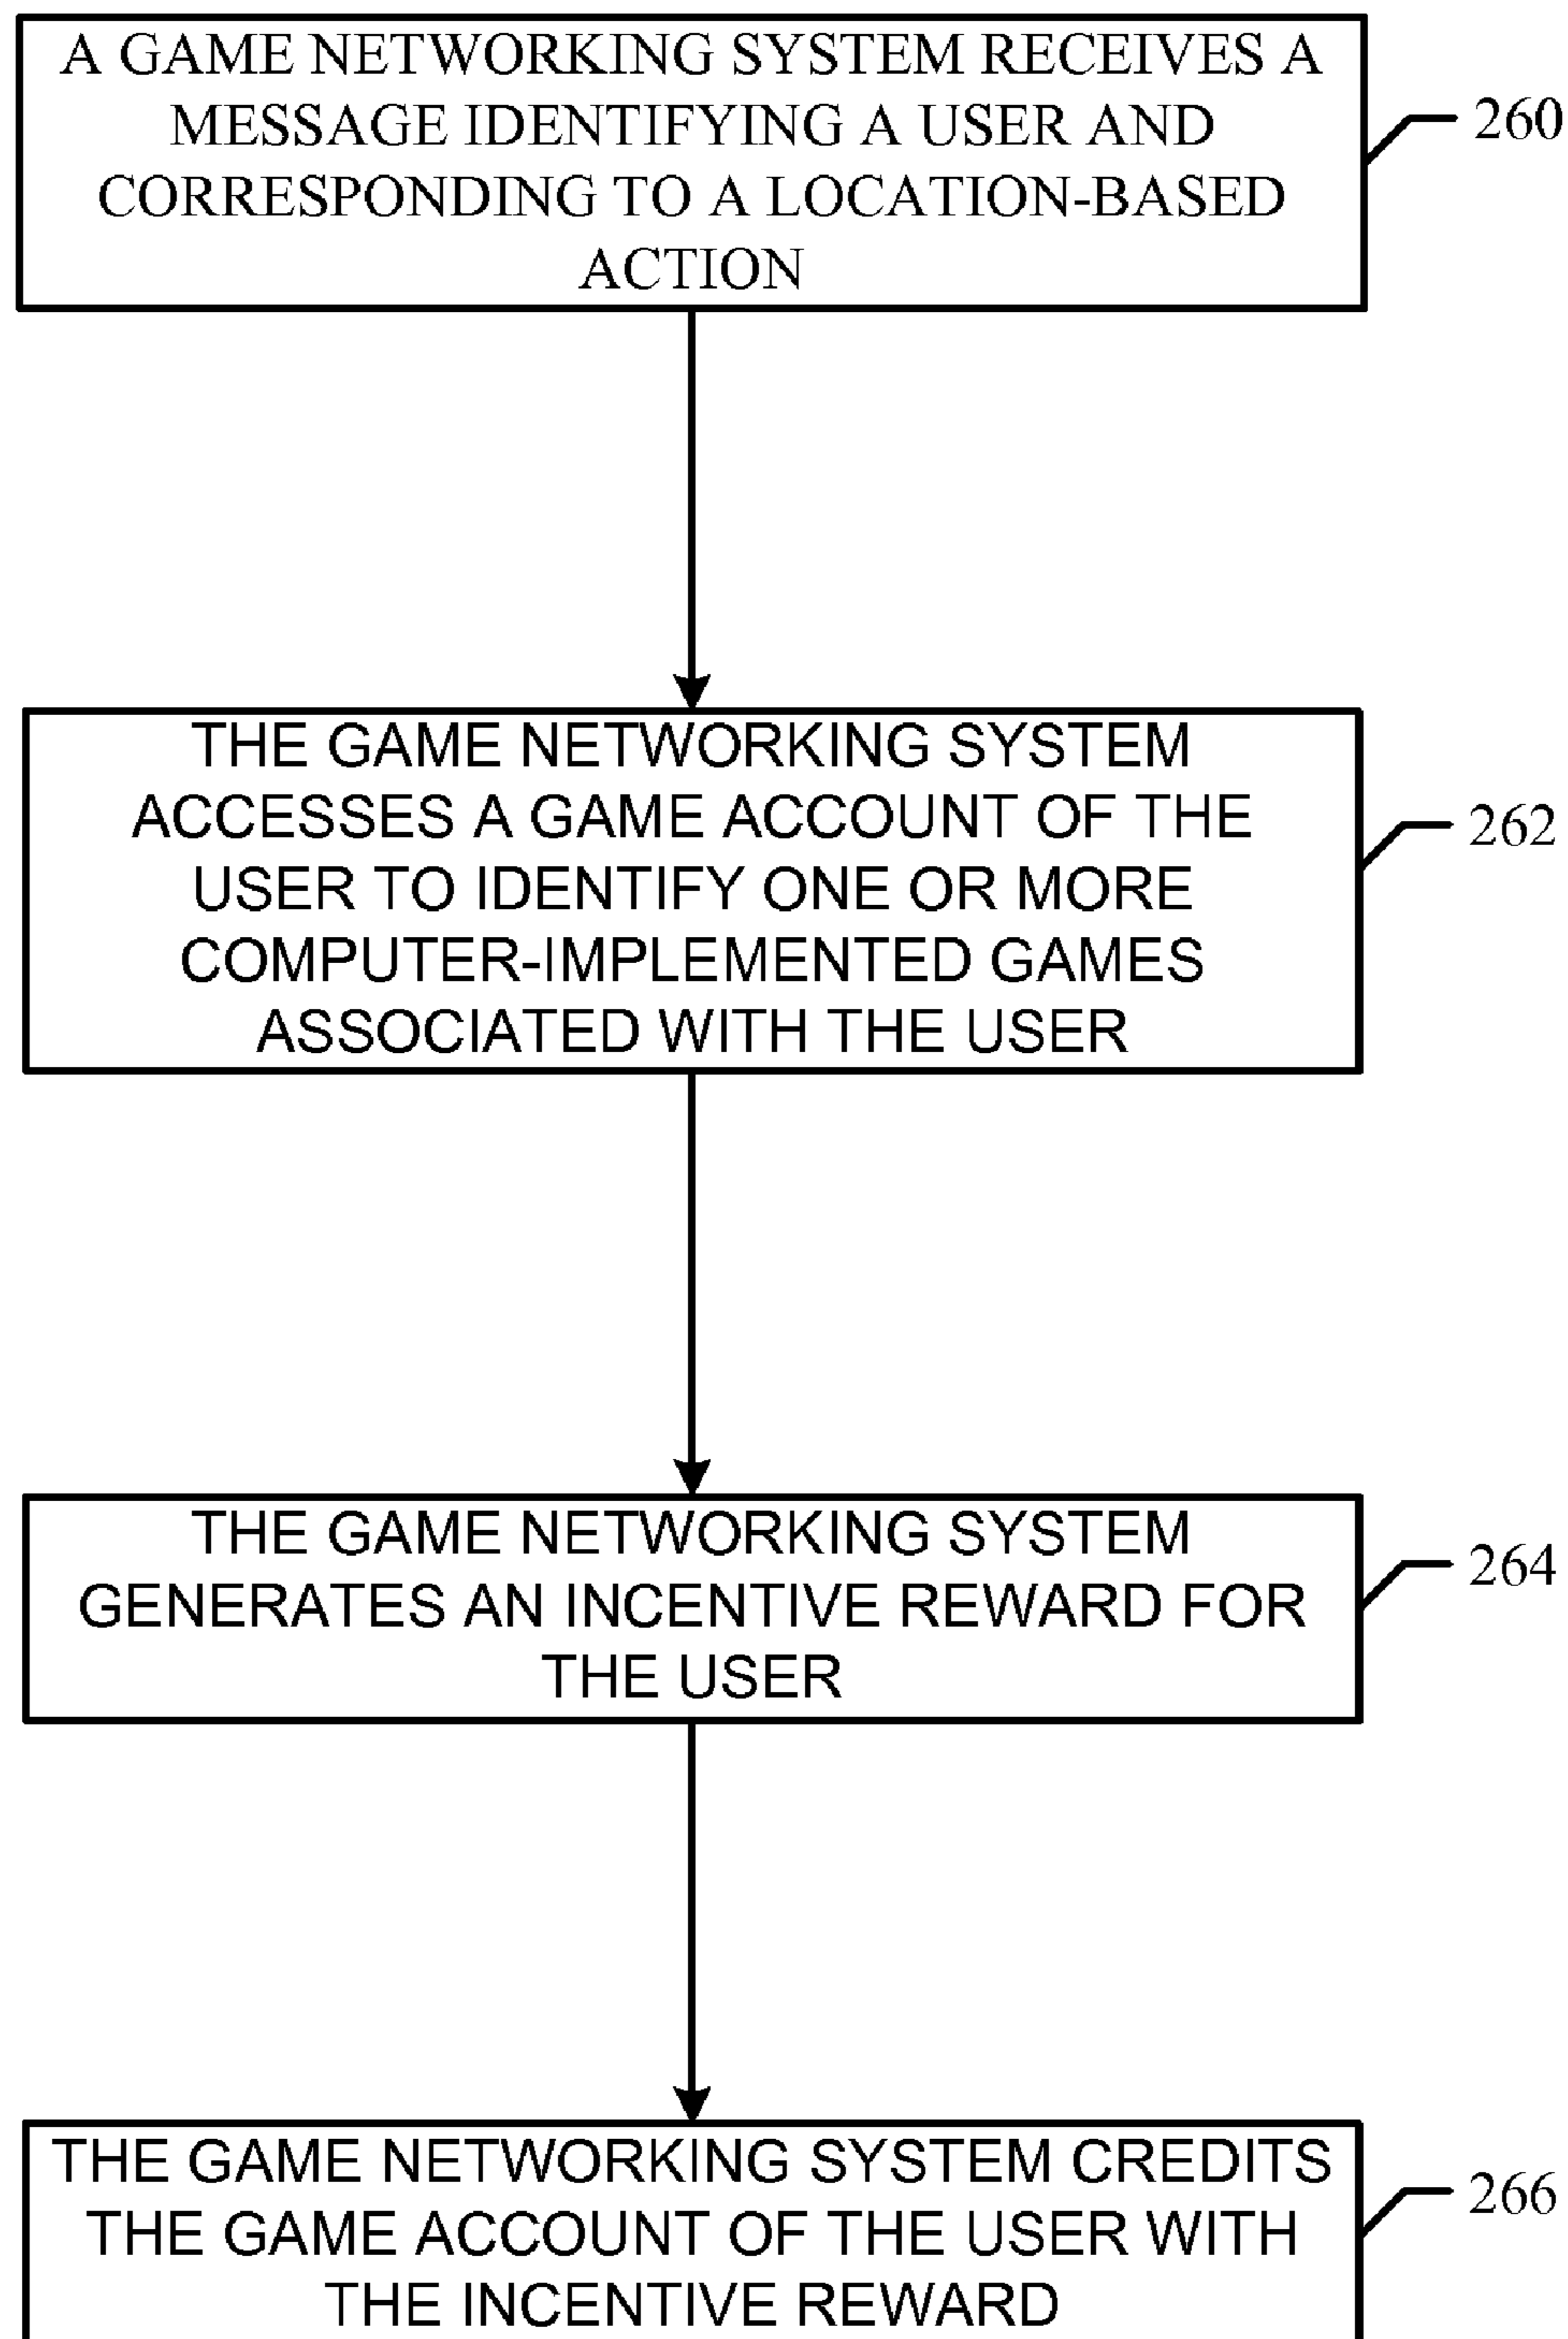 A GAME NETWORKING SYSTEM RECEIVES A
MESSAGE IDENTIFYING A USER AND
CORRESPONDING TO A LOCATION-BASED
ACTION
260
THE GAME NETWORKING SYSTEM
ACCESSES A GAME ACCOUNT OF THE
USER TO IDENTIFY ONE OR MORE
COMPUTER-IMPLEMENTED GAMES
ASSOCIATED WITH THE USER
262
THE GAME NETWORKING SYSTEM
GENERATES AN INCENTIVE REWARD FOR
THE USER
264
THE GAME NETWORKING SYSTEM CREDITS
THE GAME ACCOUNT OF THE USER WITH
THE INCENTIVE REWARD
266